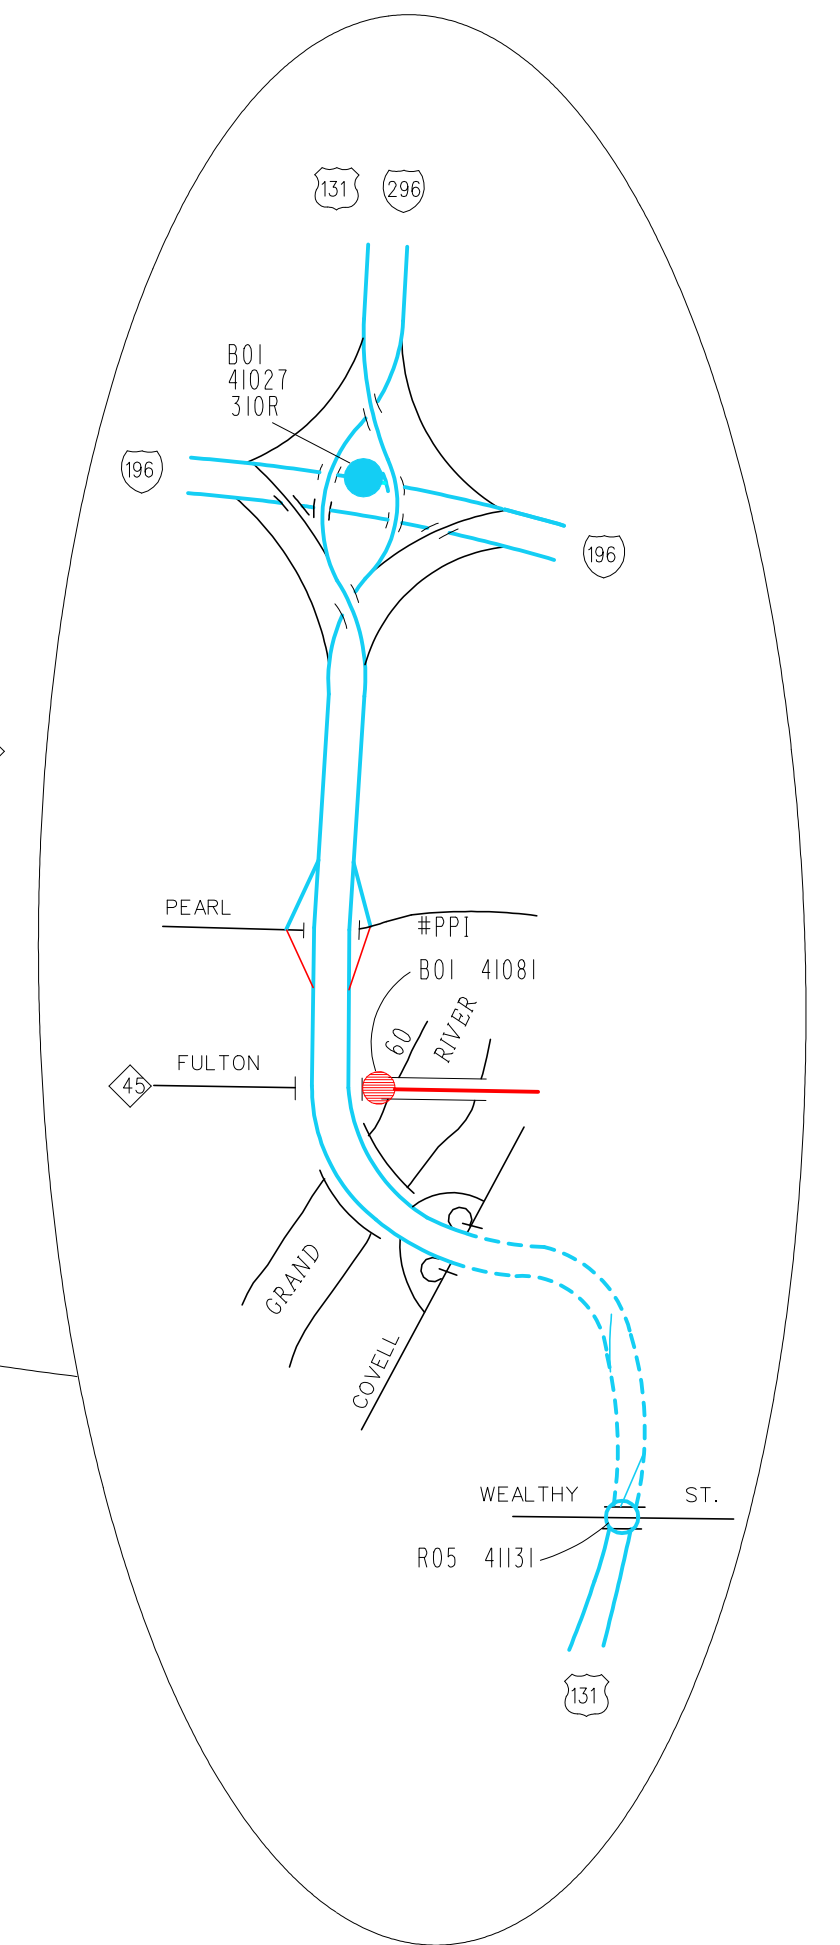 131 296
B01
41027
310R
196
196
PEARL
#PP1
B01 41081
60
RIVER
FULTON
45
GRAND
COVELL
WEALTHY ST.
R05 41131
131